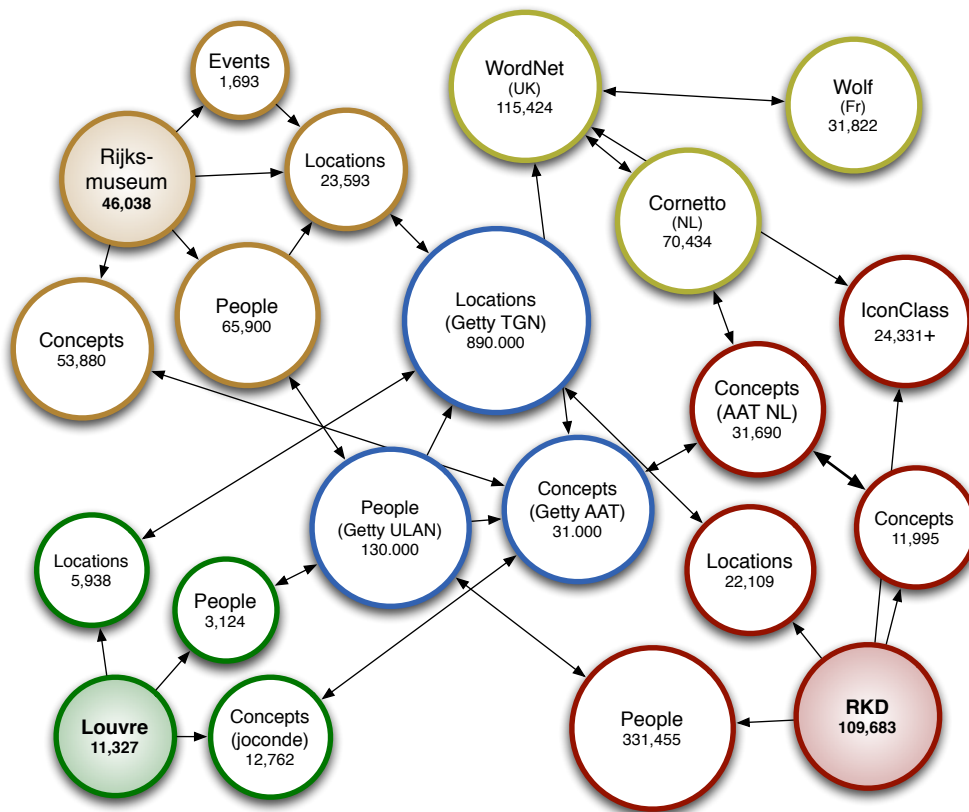 Events
1,693
WordNet
(UK)
115,424
Wolf
(Fr)
31,822
Rijks-
museum
46,038
Locations
23,593
Cornetto
(NL)
70,434
Concepts
53,880
People
65,900
Locations
(Getty TGN)
890.000
IconClass
24,331+
Concepts
(AAT NL)
31,690
People
(Getty ULAN)
130.000
Concepts
(Getty AAT)
31.000
Concepts
11,995
Locations
5,938
People
3,124
Locations
22,109
Louvre
11,327
Concepts
(joconde)
12,762
People
331,455
RKD
109,683